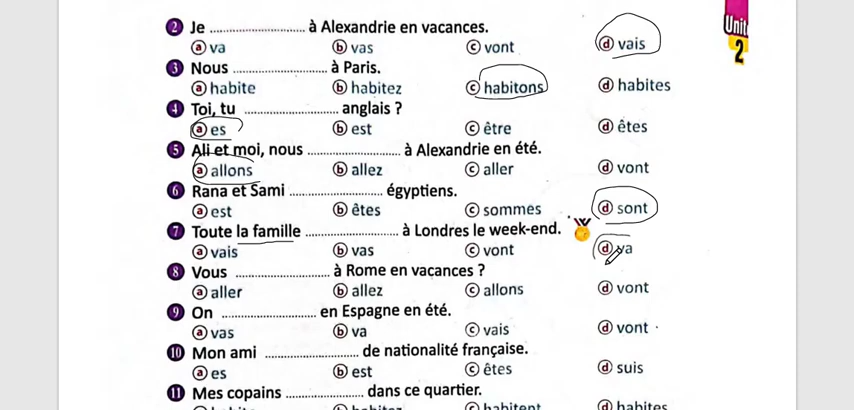 2 Je ........................ à Alexandrie en vacances.
a va b vas c vont d vais
3 Nous ........................ à Paris.
a habite b habitez c habitons d habites
4 Toi, tu ........................ anglais ?
a es b est c être d êtes
5 Ali et moi, nous ........................ à Alexandrie en été.
a allons b allez c aller d vont
6 Rana et Sami ........................ égyptiens.
a est b êtes c sommes d sont
7 Toute la famille ........................ à Londres le week-end.
a vais b vas c vont d va
8 Vous ........................ à Rome en vacances ?
a aller b allez c allons d vont
9 On ........................ en Espagne en été.
a vas b va c vais d vont
10 Mon ami ........................ de nationalité française.
a es b est c êtes d suis
11 Mes copains .................... dans ce quartier.
habitent habites
Unit
2